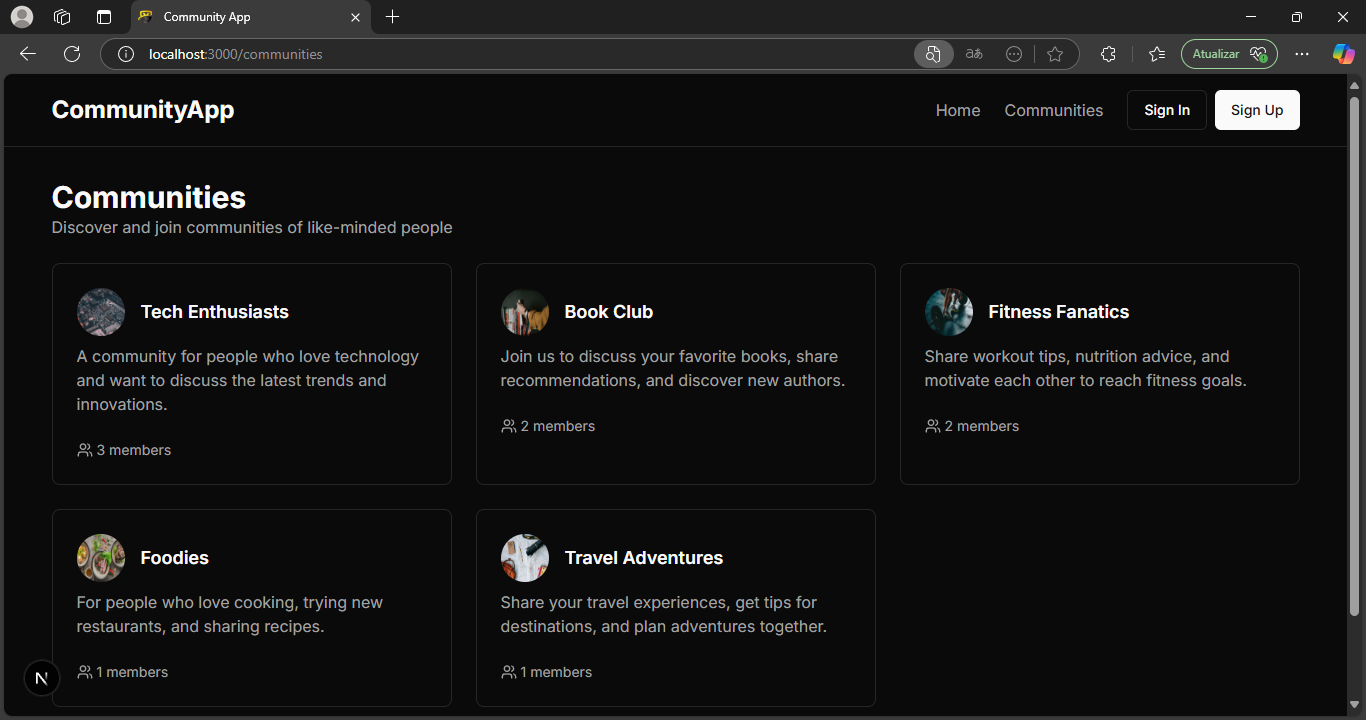 Community App
localhost:3000/communities
aあ
Atualizar
CommunityApp
Home
Communities
Sign In
Sign Up
Communities
Discover and join communities of like-minded people
Tech Enthusiasts
A community for people who love technology
and want to discuss the latest trends and
innovations.
3 members
Book Club
Join us to discuss your favorite books, share
recommendations, and discover new authors.
2 members
Fitness Fanatics
Share workout tips, nutrition advice, and
motivate each other to reach fitness goals.
2 members
Foodies
For people who love cooking, trying new
restaurants, and sharing recipes.
1 members
Travel Adventures
Share your travel experiences, get tips for
destinations, and plan adventures together.
1 members
N